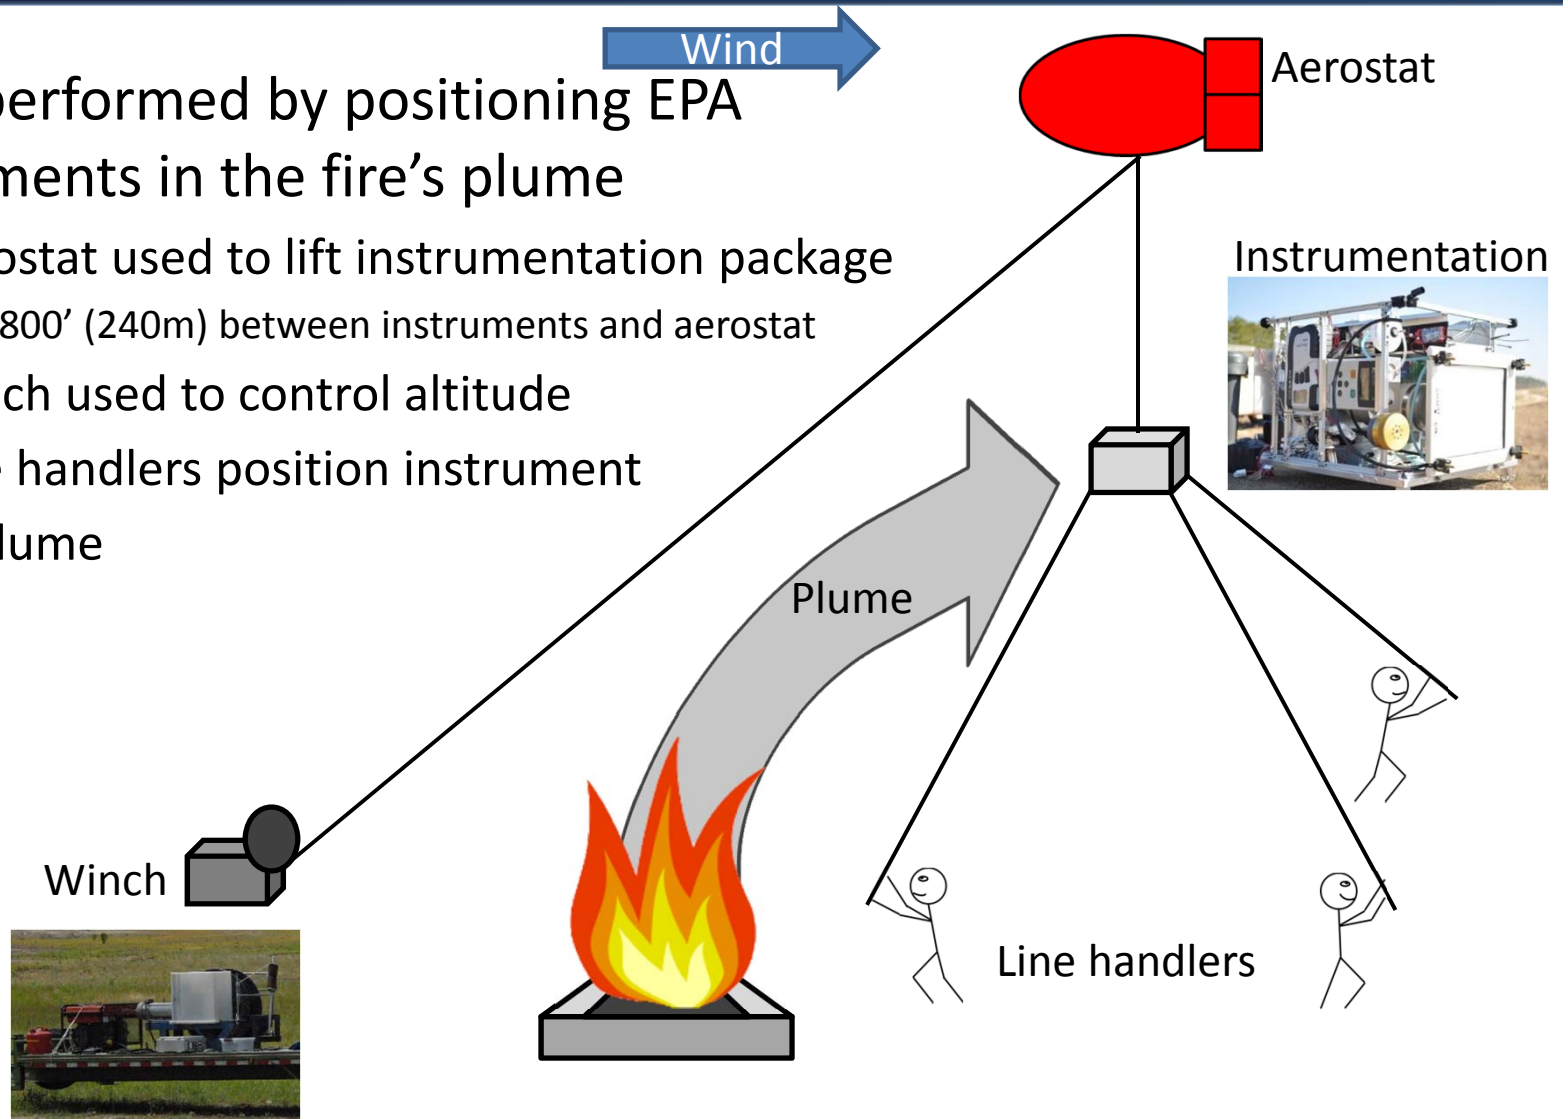 Wind
Aerostat
performed by positioning EPA
ments in the fire’s plume
ostat used to lift instrumentation package
Instrumentation
800’ (240m) between instruments and aerostat
ch used to control altitude
e handlers position instrument
lume
Plume
Winch
Line handlers